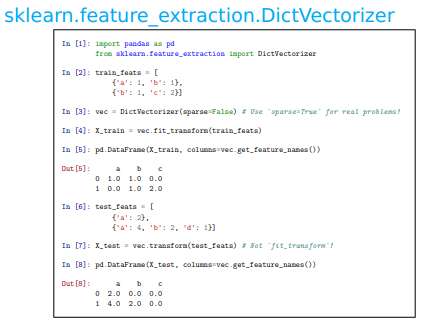 sklearn.feature_extraction.DictVectorizer
In [1]: import pandas as pd
from sklearn.feature_extraction import DictVectorizer
In [2]: train_feats = [
{'a': 1, 'b': 1},
{'b': 1, 'c': 2}]
In [3]: vec = DictVectorizer(sparse=False) # Use `sparse=True` for real problems!
In [4]: X_train = vec.fit_transform(train_feats)
In [5]: pd.DataFrame(X_train, columns=vec.get_feature_names())
Out[5]: a b c
0 1.0 1.0 0.0
1 0.0 1.0 2.0
In [6]: test_feats = [
{'a': 2},
{'a': 4, 'b': 2, 'd': 1}]
In [7]: X_test = vec.transform(test_feats) # Not `fit_transform`!
In [8]: pd.DataFrame(X_test, columns=vec.get_feature_names())
Out[8]: a b c
0 2.0 0.0 0.0
1 4.0 2.0 0.0